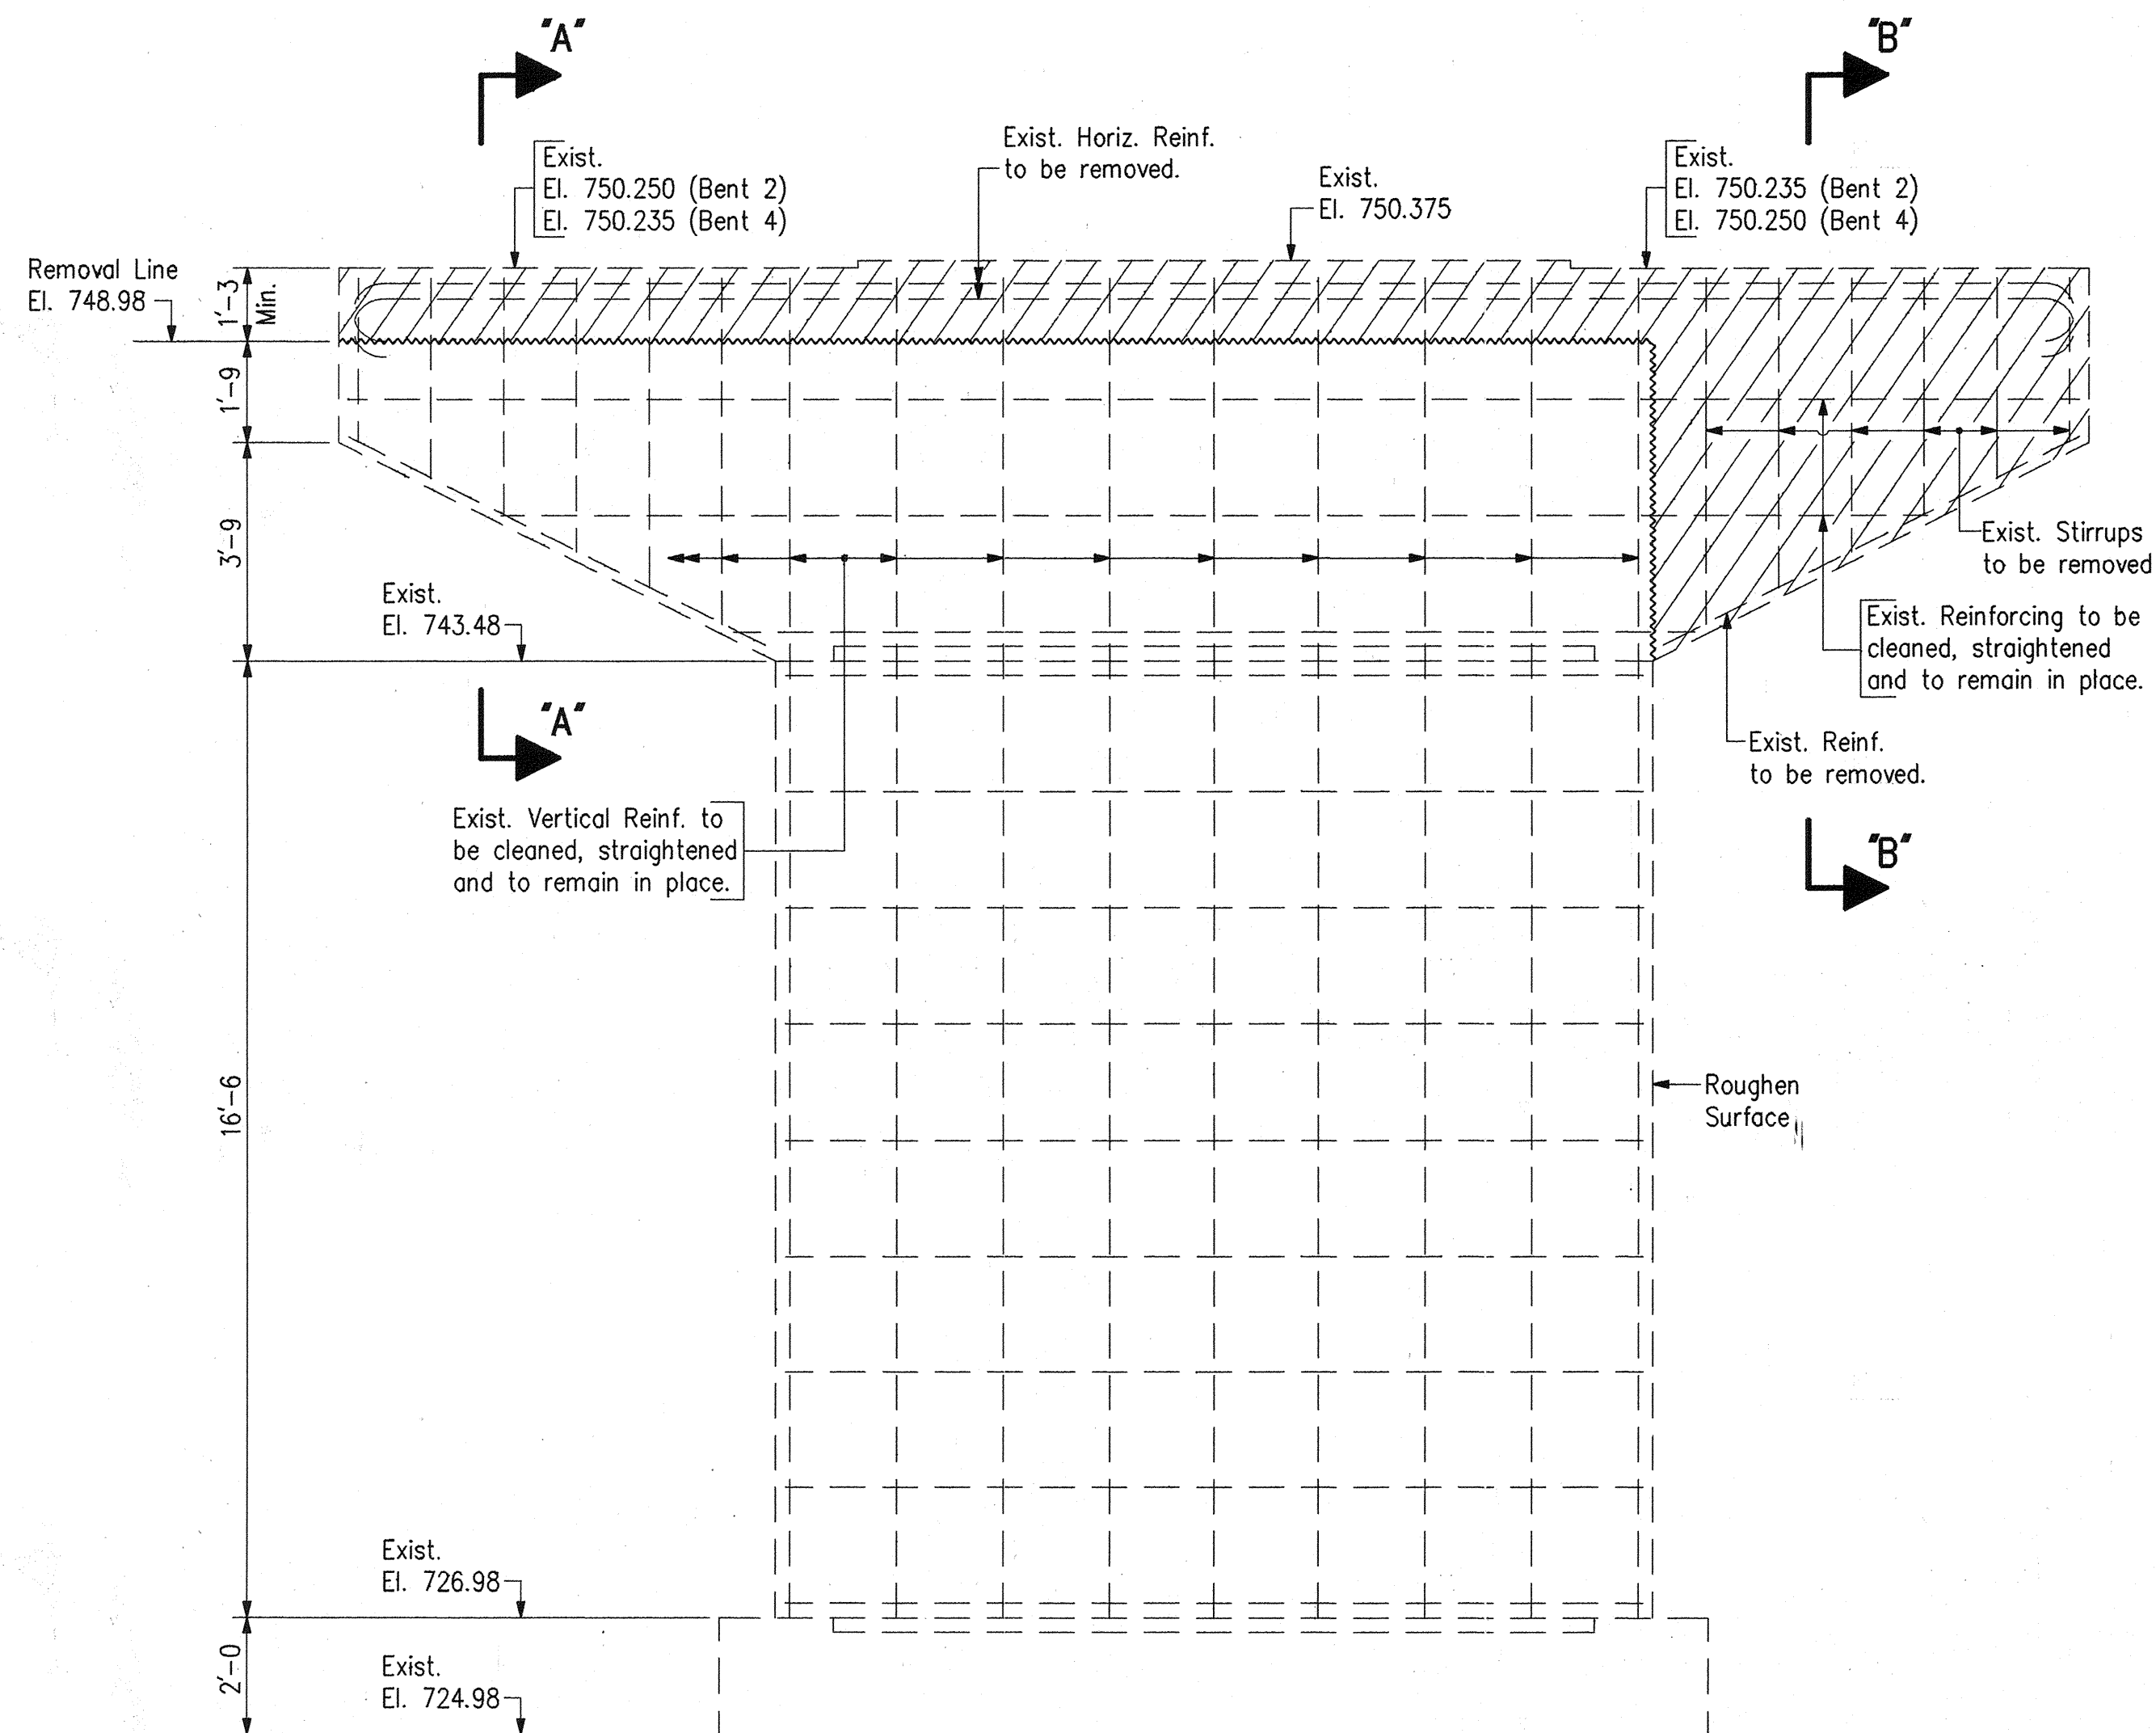 "A"
"B"
Exist.
El. 750.250 (Bent 2)
El. 750.235 (Bent 4)
Exist. Horiz. Reinf.
to be removed.
Exist.
El. 750.375
Exist.
El. 750.235 (Bent 2)
El. 750.250 (Bent 4)
Removal Line
El. 748.98
1'-3
Min.
1'-9
3'-9
Exist.
El. 743.48
Exist. Stirrups
to be removed
Exist. Reinforcing to be
cleaned, straightened
and to remain in place.
"A"
Exist. Reinf.
to be removed.
Exist. Vertical Reinf. to
be cleaned, straightened
and to remain in place.
"B"
16'-6
Roughen
Surface
Exist.
El. 726.98
2'-0
Exist.
El. 724.98